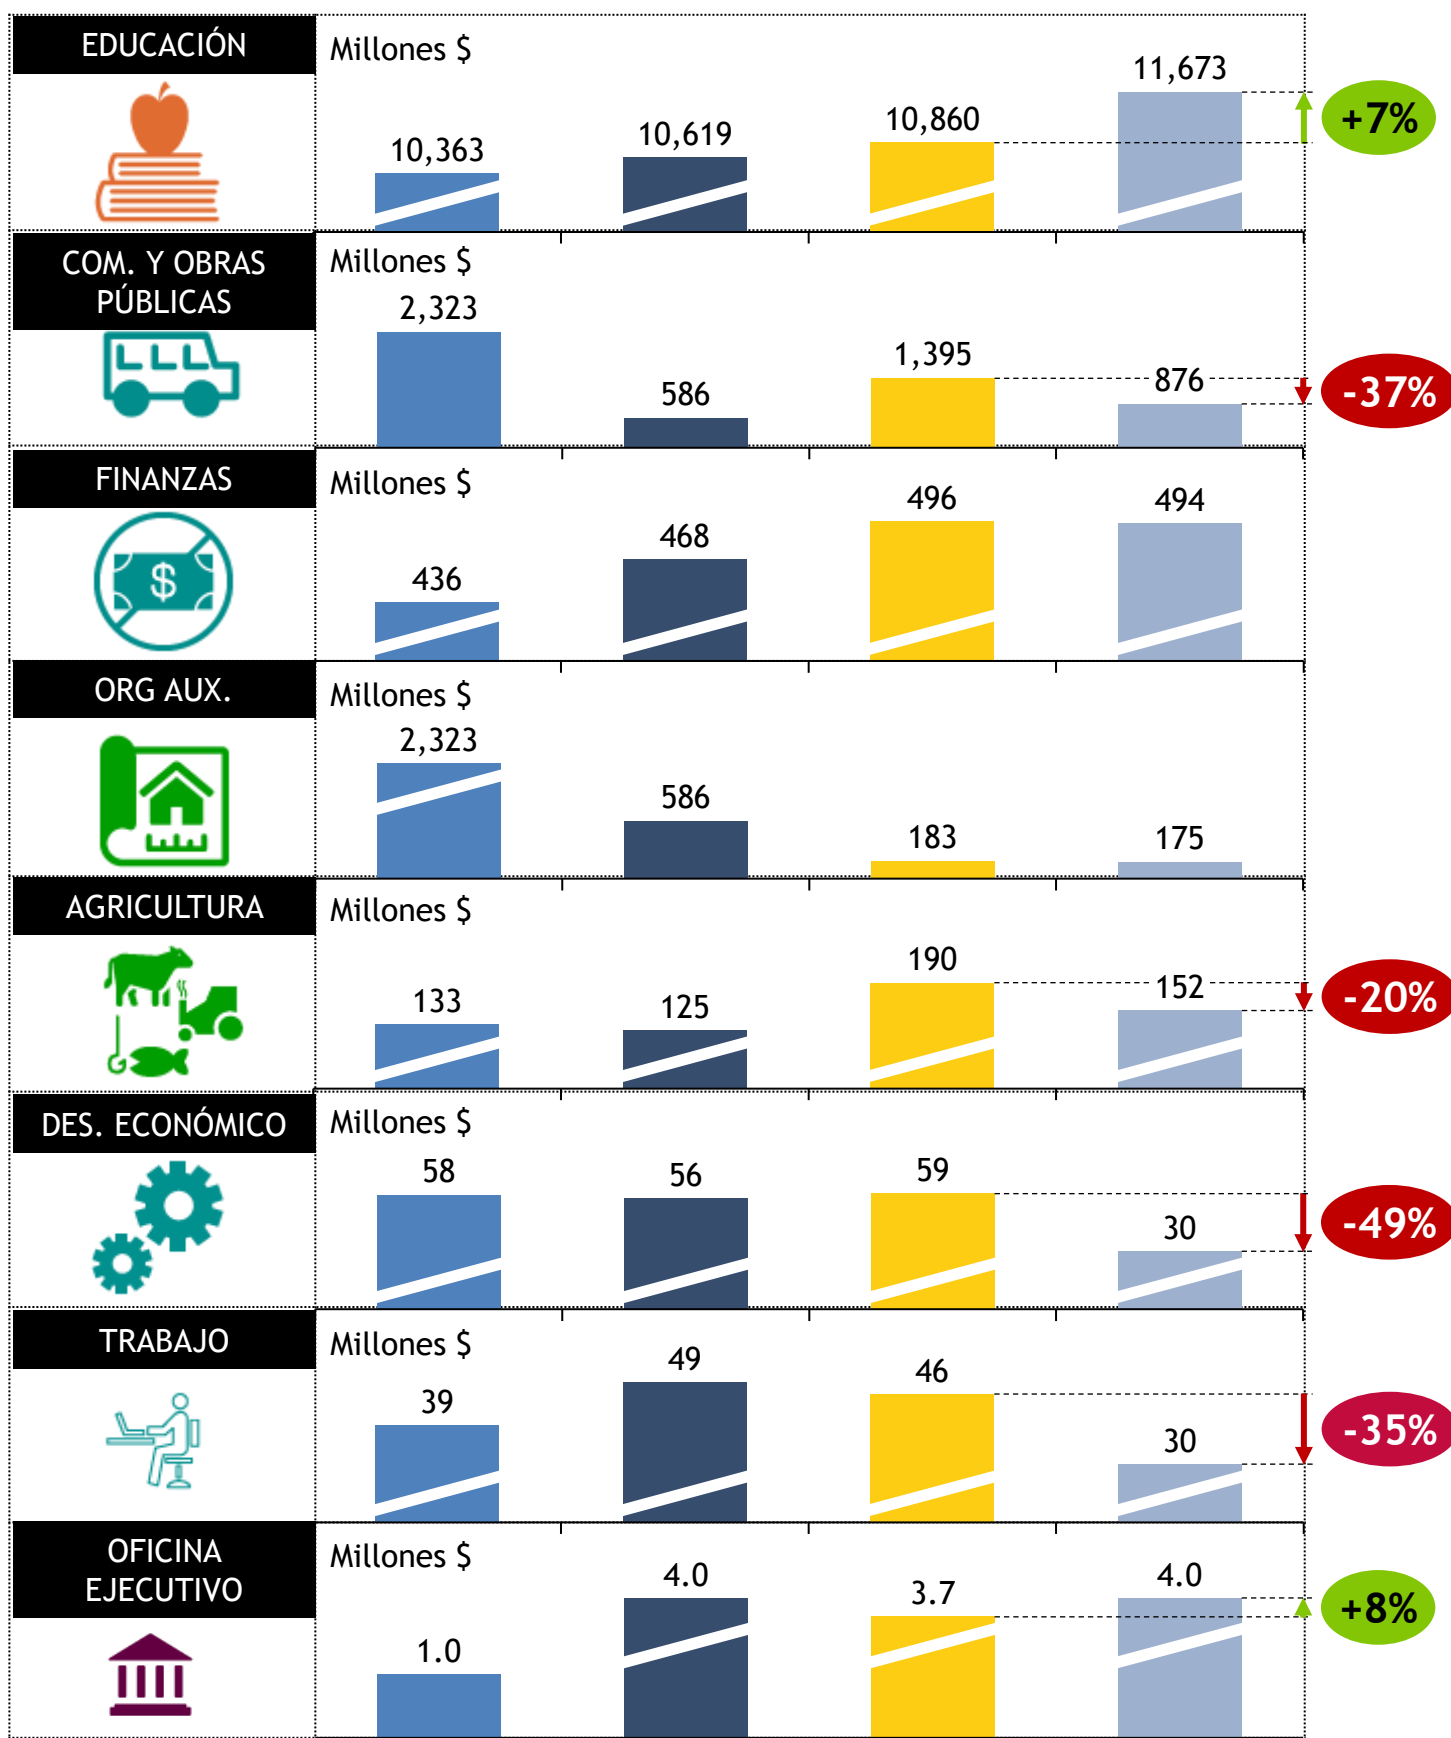 EDUCACIÓN
Millones $
10,363
10,619
10,860
11,673
+7%
COM. Y OBRAS
PÚBLICAS
Millones $
2,323
586
1,395
876
-37%
FINANZAS
Millones $
436
468
496
494
$
ORG AUX.
Millones $
2,323
586
183
175
AGRICULTURA
Millones $
133
125
190
152
-20%
DES. ECONÓMICO
Millones $
58
56
59
30
-49%
TRABAJO
Millones $
39
49
46
30
-35%
OFICINA
EJECUTIVO
Millones $
1.0
4.0
3.7
4.0
+8%